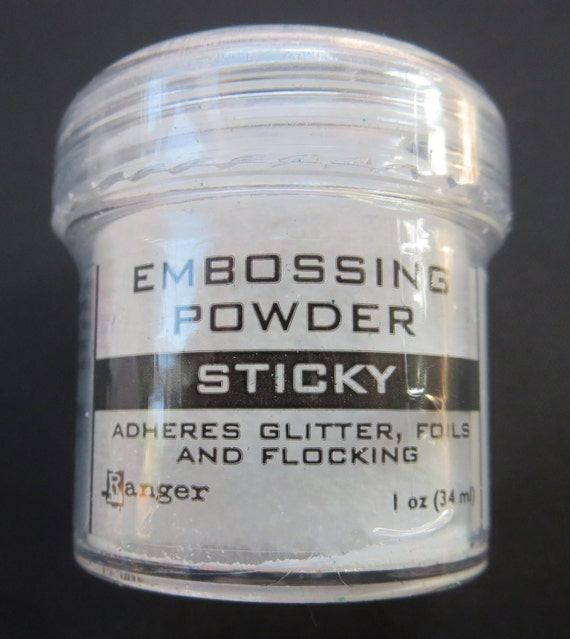 EMBOSSING
POWDER
STICKY
ADHERES GLITTER, FOILS
AND FLOCKING
Ranger
1 oz (34 ml)